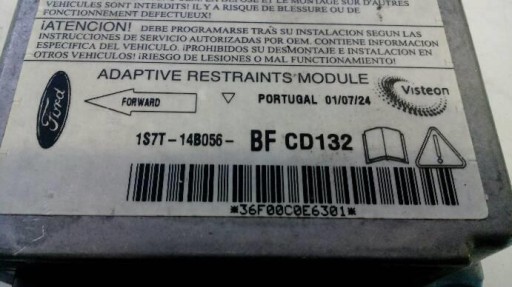 VEHICULES SONT INTERDITS! IL Y A RISQUE DE BLESSURE OU DE
FONCTIONNEMENT DEFECTUEUX!
¡ATENCION! DEBE PROGRAMARSE TRAS SU INSTALACION SEGUN LAS
INSTRUCCIONES DE SERVICIO AUTORIZADAS POR OEM. CONTIENE INFORMACION
ESPECIFICA DEL VEHICULO. ¡PROHIBIDOS SU DESMONTAJE E INSTALACION EN
OTROS VEHICULOS! ¡RIESGO DE LESIONES O MAL FUNCIONAMIENTO!
ADAPTIVE RESTRAINTS MODULE
Ford
FORWARD
PORTUGAL 01/07/24
Visteon
1S7T-14B056- BF CD132
*36F00C0E6301*